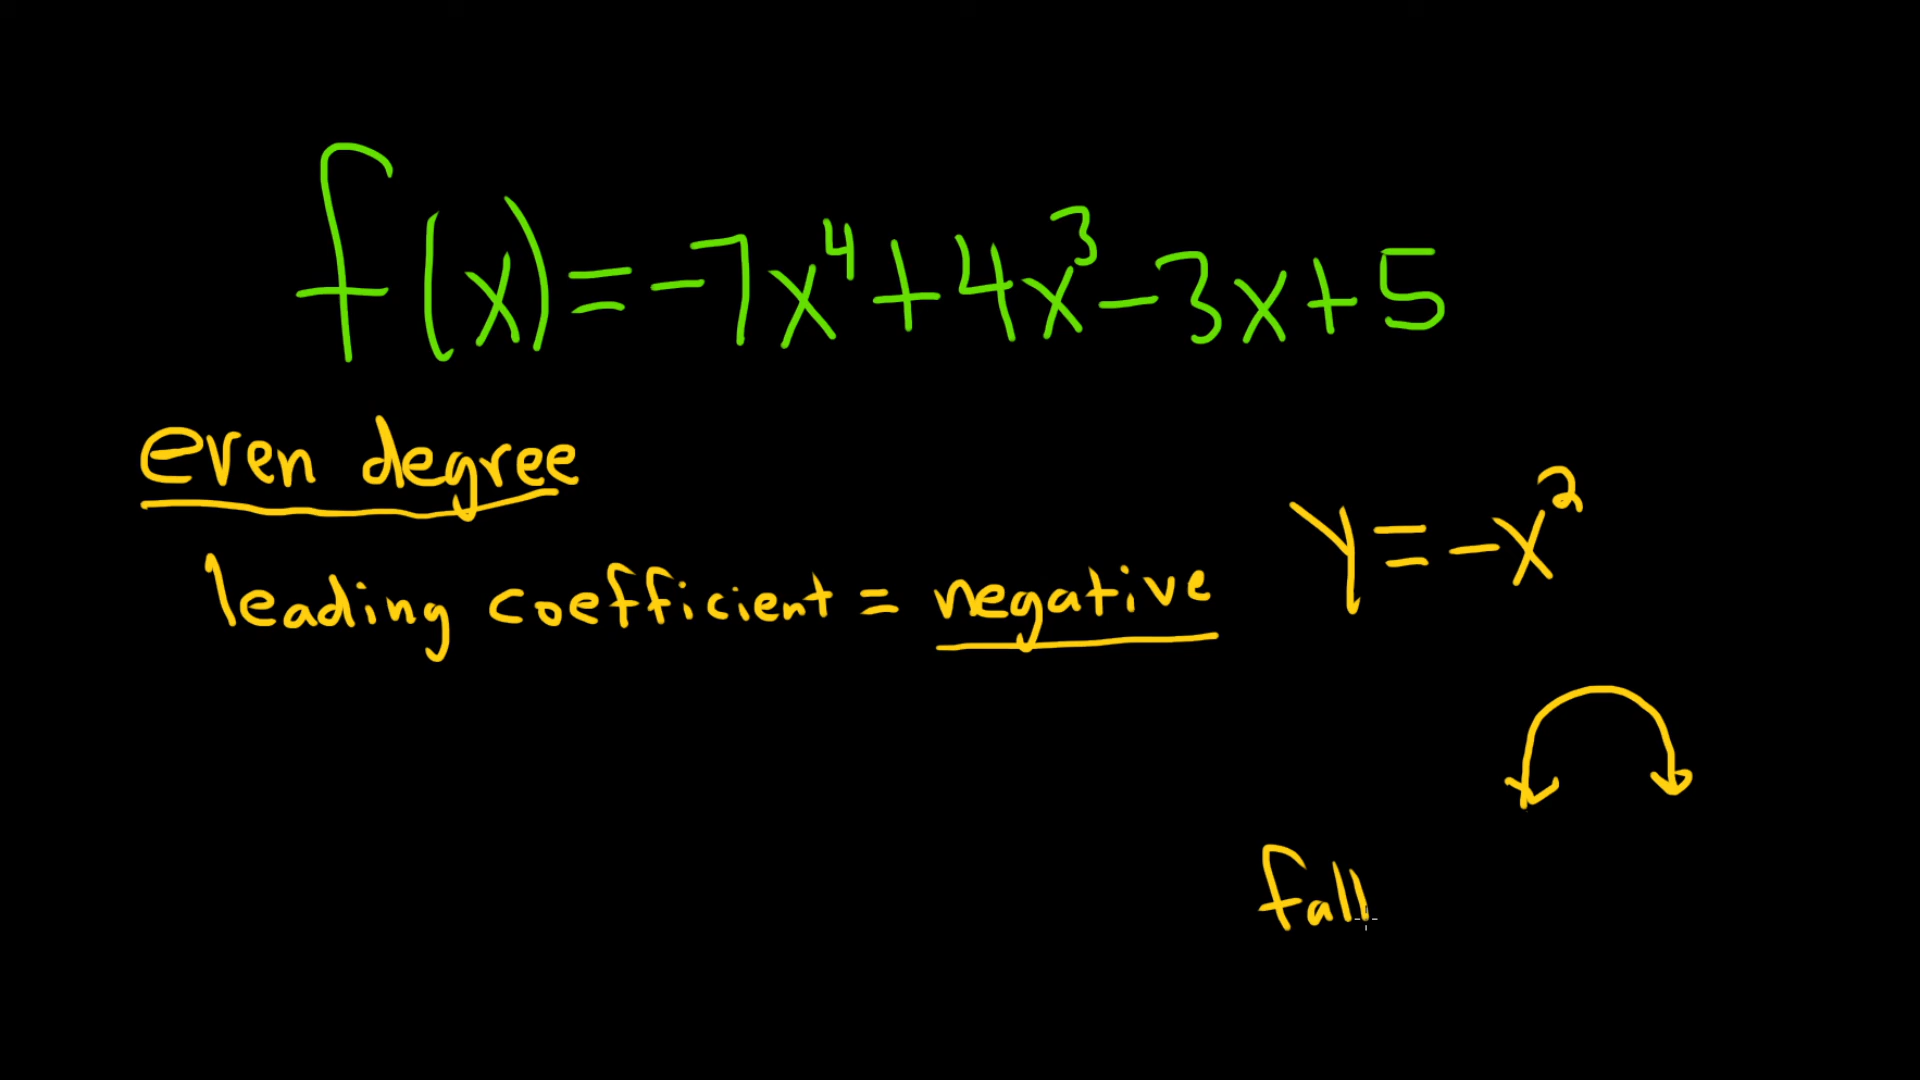 f(x)=-7x⁴+4x³-3x+5
even degree
y=-x²
leading coefficient = negative
fall